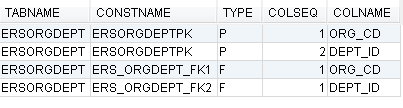 TABNAME CONSTNAME TYPE COLSEQ COLNAME
ERSORGDEPT ERSORGDEPTPK P 1 ORG_CD
ERSORGDEPT ERSORGDEPTPK P 2 DEPT_ID
ERSORGDEPT ERS_ORGDEPT_FK1 F 1 ORG_CD
ERSORGDEPT ERS_ORGDEPT_FK2 F 1 DEPT_ID